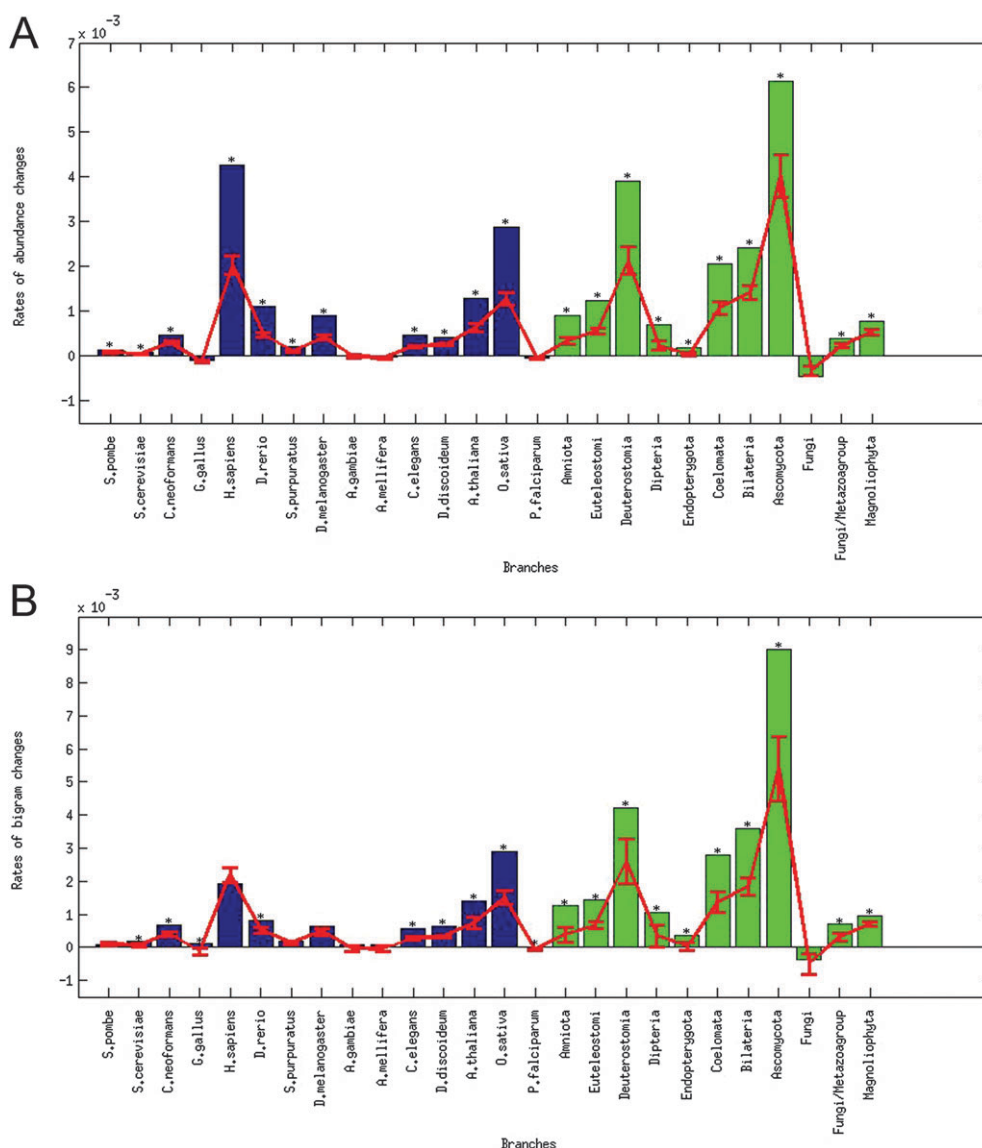 A
× 10⁻³
7
6
5
4
3
2
1
0
-1
Rates of abundance changes
* * * * * * * * * * * * * * * * * * * * *
S.pombe
S.cerevisiae
C.neoformans
G.gallus
H.sapiens
D.rerio
S.purpuratus
D.melanogaster
A.gambiae
A.mellifera
C.elegans
D.discoideum
A.thaliana
O.sativa
P.falciparum
Amniota
Euteleostomi
Deuterostomia
Dipteria
Endopterygota
Coelomata
Bilateria
Ascomycota
Fungi
Fungi/Metazoagroup
Magnoliophyta
Branches
B
× 10⁻³
9
8
7
6
5
4
3
2
1
0
-1
Rates of bigram changes
* * * * * * * * * * * * * * * * * * *
S.pombe
S.cerevisiae
C.neoformans
G.gallus
H.sapiens
D.rerio
S.purpuratus
D.melanogaster
A.gambiae
A.mellifera
C.elegans
D.discoideum
A.thaliana
O.sativa
P.falciparum
Amniota
Euteleostomi
Deuterostomia
Dipteria
Endopterygota
Coelomata
Bilateria
Ascomycota
Fungi
Fungi/Metazoagroup
Magnoliophyta
Branches